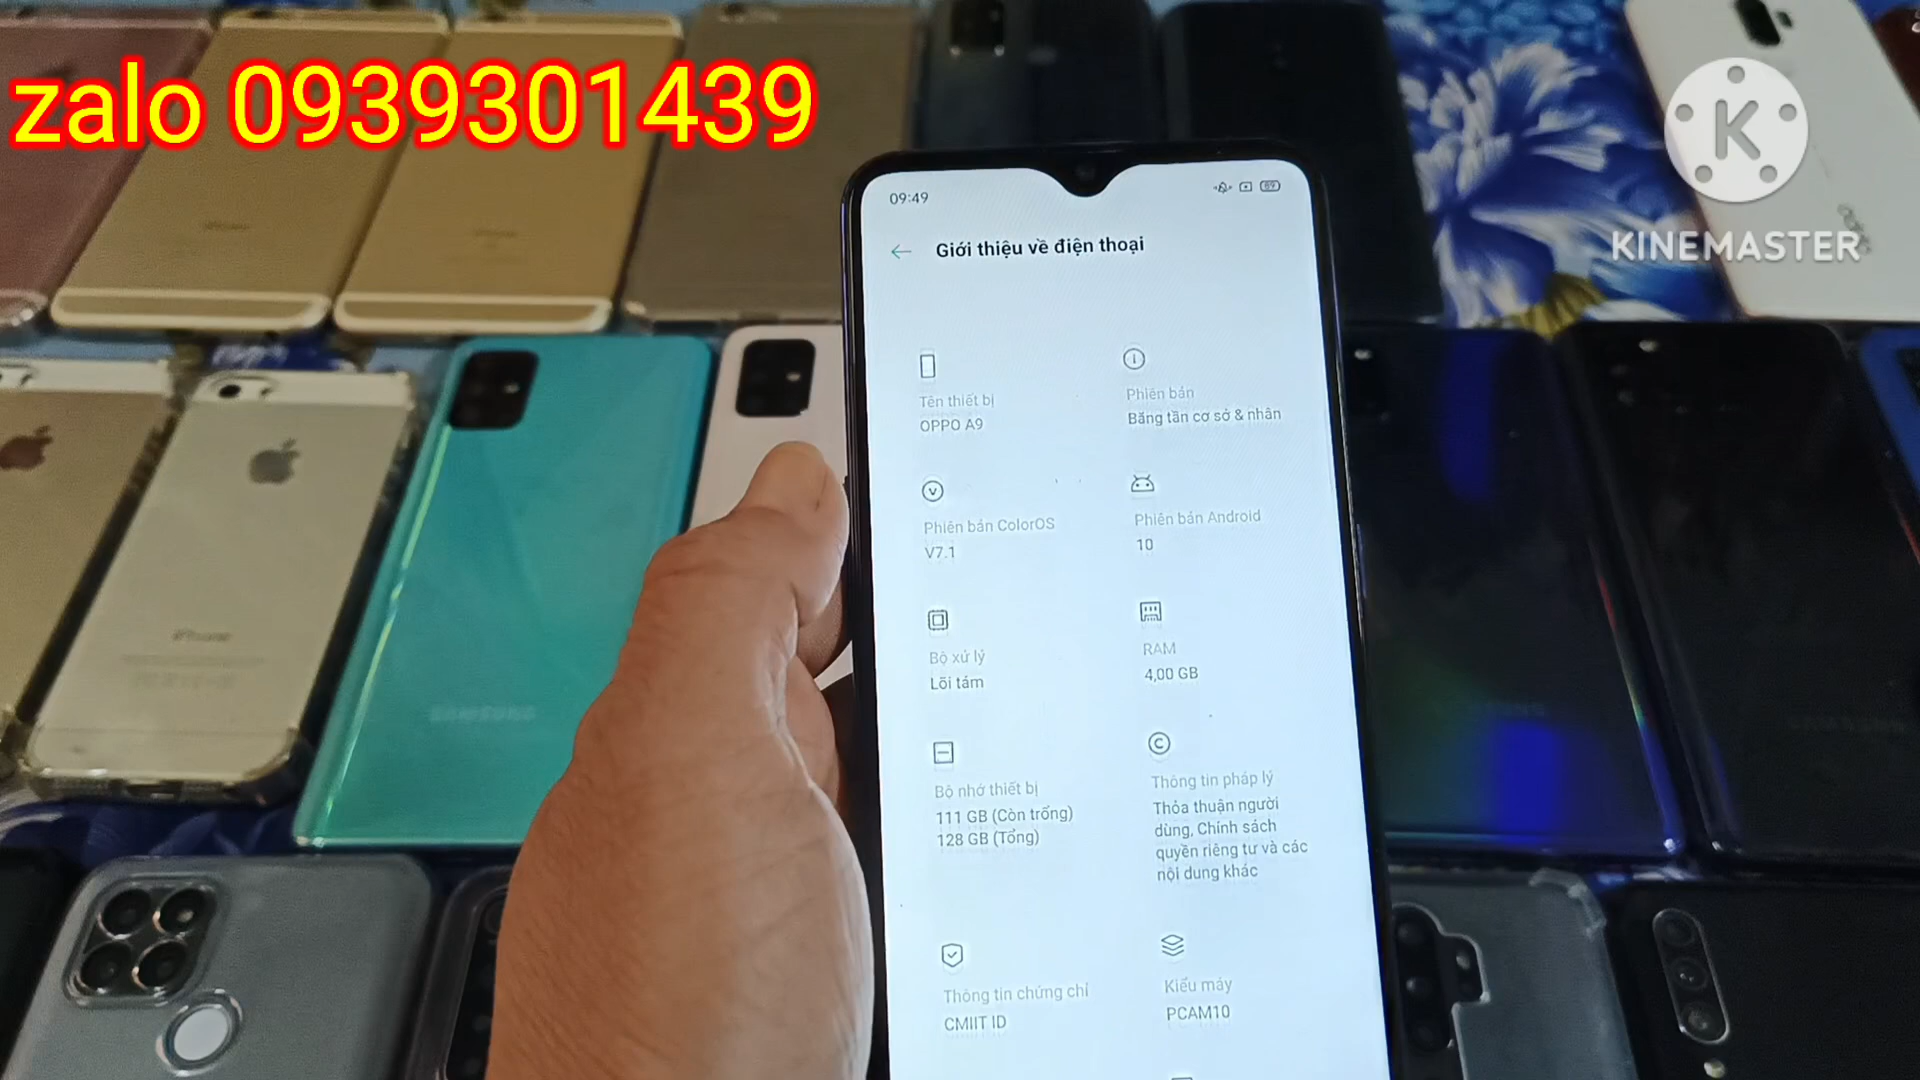 zalo 0939301439
KINEMASTER
09:49
Giới thiệu về điện thoại
Tên thiết bị
OPPO A9
Phiên bản
Băng tần cơ sở & nhân
Phiên bản ColorOS
V7.1
Phiên bản Android
10
Bộ xử lý
Lõi tám
RAM
4,00 GB
Bộ nhớ thiết bị
111 GB (Còn trống)
128 GB (Tổng)
Thông tin pháp lý
Thỏa thuận người
dùng, Chính sách
quyền riêng tư và các
nội dung khác
Thông tin chứng chỉ
CMIIT ID
Kiểu máy
PCAM10
iPhone
SAMSUNG
oppo